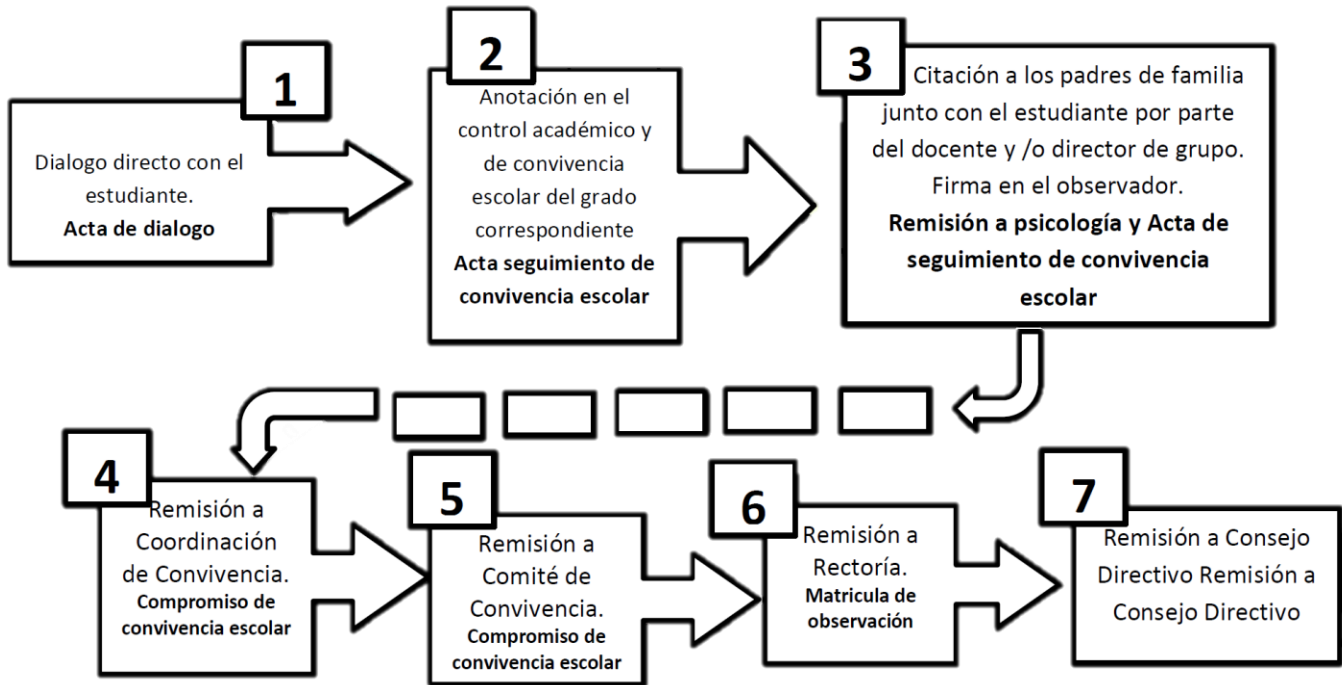 1
Dialogo directo con el
estudiante.
Acta de dialogo
2
Anotación en el
control académico y
de convivencia
escolar del grado
correspondiente
Acta seguimiento de
convivencia escolar
3
Citación a los padres de familia
junto con el estudiante por parte
del docente y /o director de grupo.
Firma en el observador.
Remisión a psicología y Acta de
seguimiento de convivencia
escolar
4
Remisión a
Coordinación
de Convivencia.
Compromiso de
convivencia escolar
5
Remisión a
Comité de
Convivencia.
Compromiso de
convivencia escolar
6
Remisión a
Rectoría.
Matricula de
observación
7
Remisión a Consejo
Directivo Remisión a
Consejo Directivo